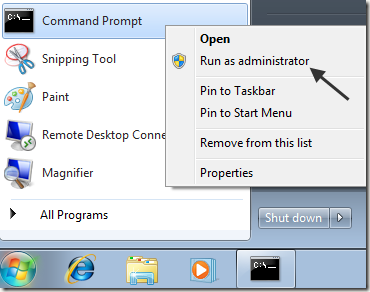 Command Prompt
Snipping Tool
Paint
Remote Desktop Conne
Magnifier
All Programs
Open
Run as administrator
Pin to Taskbar
Pin to Start Menu
Remove from this list
Properties
Shut down
C:\.
C:\.